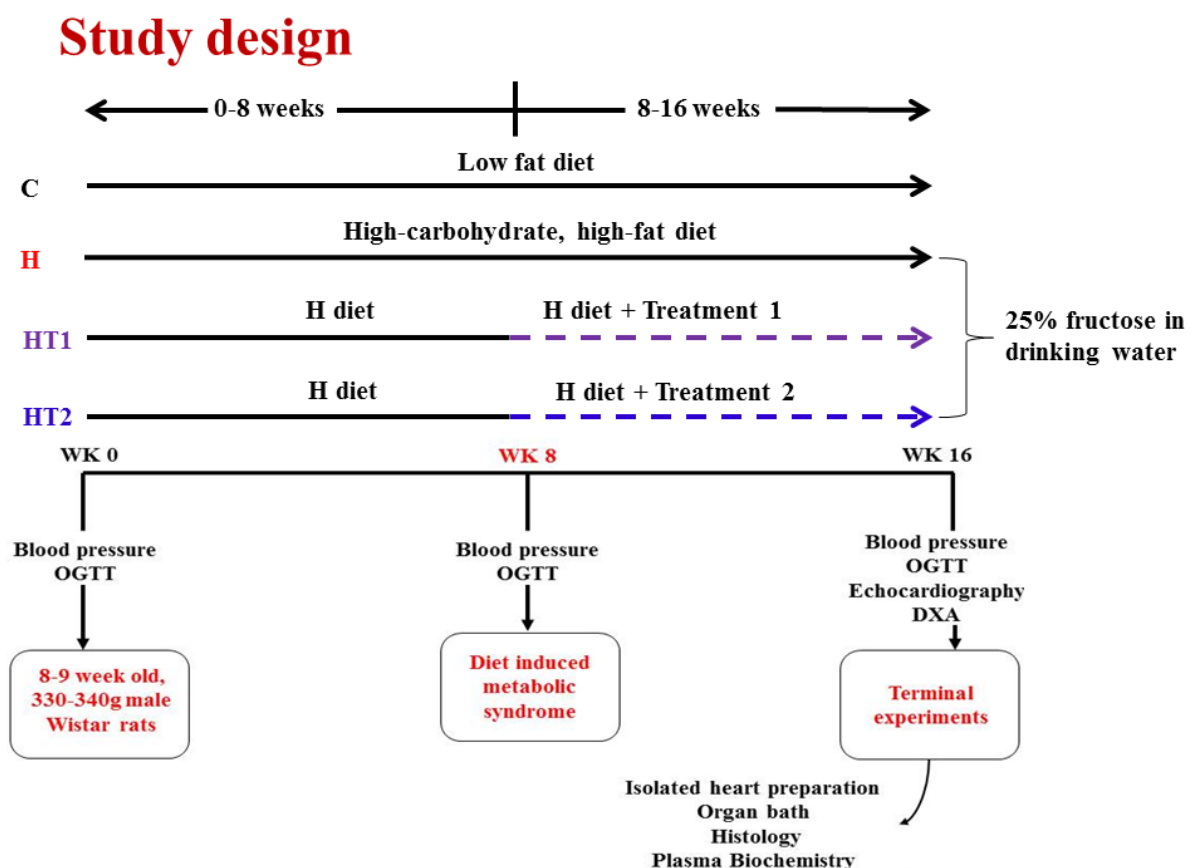 Study design
0-8 weeks
8-16 weeks
C
Low fat diet
H
High-carbohydrate, high-fat diet
HT1
H diet
H diet + Treatment 1
25% fructose in
drinking water
HT2
H diet
H diet + Treatment 2
WK 0
WK 8
WK 16
Blood pressure
OGTT
Blood pressure
OGTT
Blood pressure
OGTT
Echocardiography
DXA
8-9 week old,
330-340g male
Wistar rats
Diet induced
metabolic
syndrome
Terminal
experiments
Isolated heart preparation
Organ bath
Histology
Plasma Biochemistry